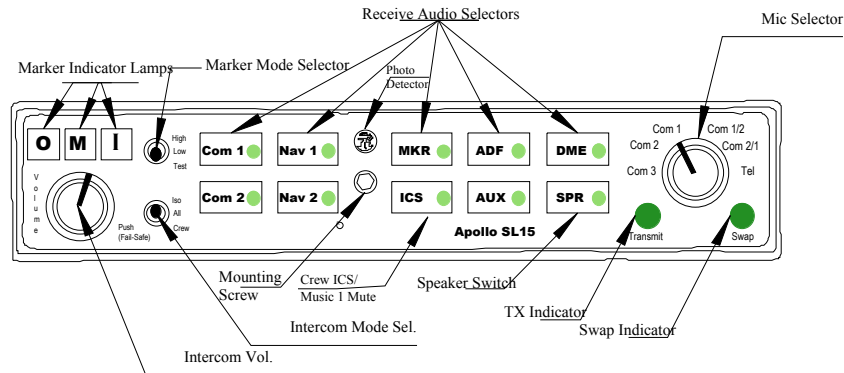 Receive Audio Selectors
Mic Selector
Marker Indicator Lamps
Marker Mode Selector
Photo
Detector
O M I
High
Low
Test
Com 1
Nav 1
MKR
ADF
DME
Com 1
Com 1/2
Com 2
Com 2/1
Com 3
Tel
Volume
Iso
All
Crew
Push
(Fail-Safe)
Com 2
Nav 2
ICS
AUX
SPR
Apollo SL15
Transmit
Swap
Mounting
Screw
Crew ICS/
Music 1 Mute
Speaker Switch
TX Indicator
Swap Indicator
Intercom Mode Sel.
Intercom Vol.